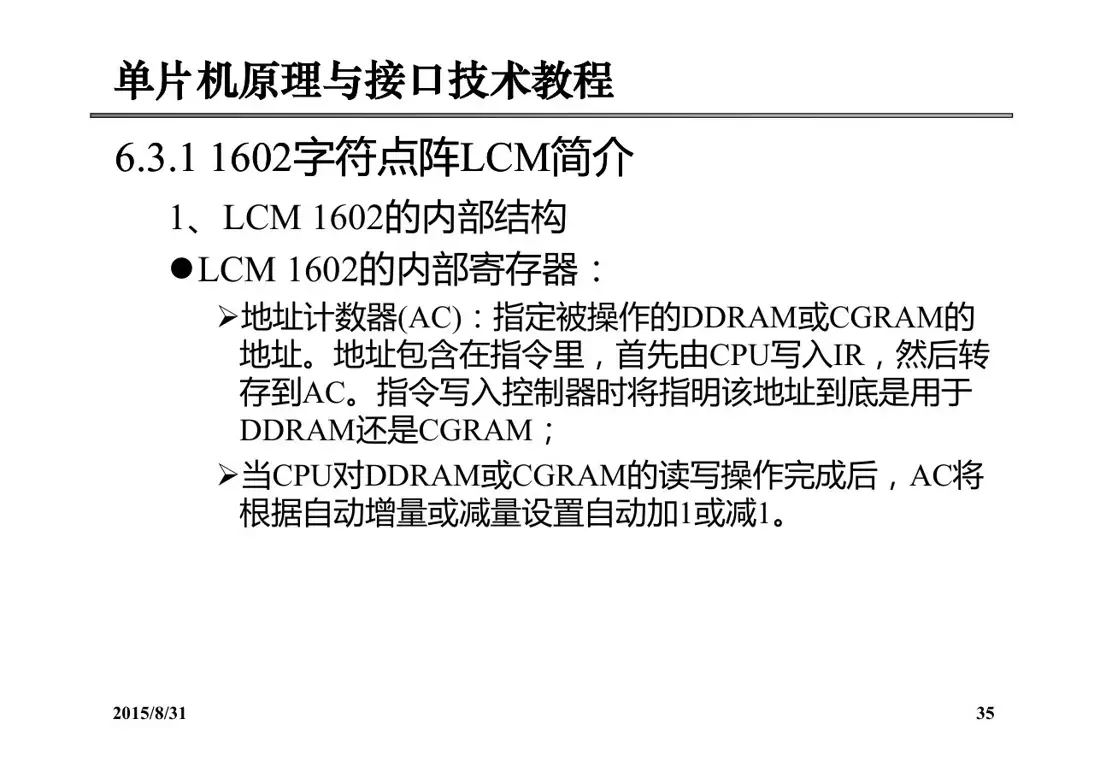 单片机原理与接口技术教程
6.3.1 1602字符点阵LCM简介
1、LCM 1602的内部结构
●LCM 1602的内部寄存器：
➢地址计数器(AC)：指定被操作的DDRAM或CGRAM的
地址。地址包含在指令里，首先由CPU写入IR，然后转
存到AC。指令写入控制器时将指明该地址到底是用于
DDRAM还是CGRAM；
➢当CPU对DDRAM或CGRAM的读写操作完成后，AC将
根据自动增量或减量设置自动加1或减1。
2015/8/31
35